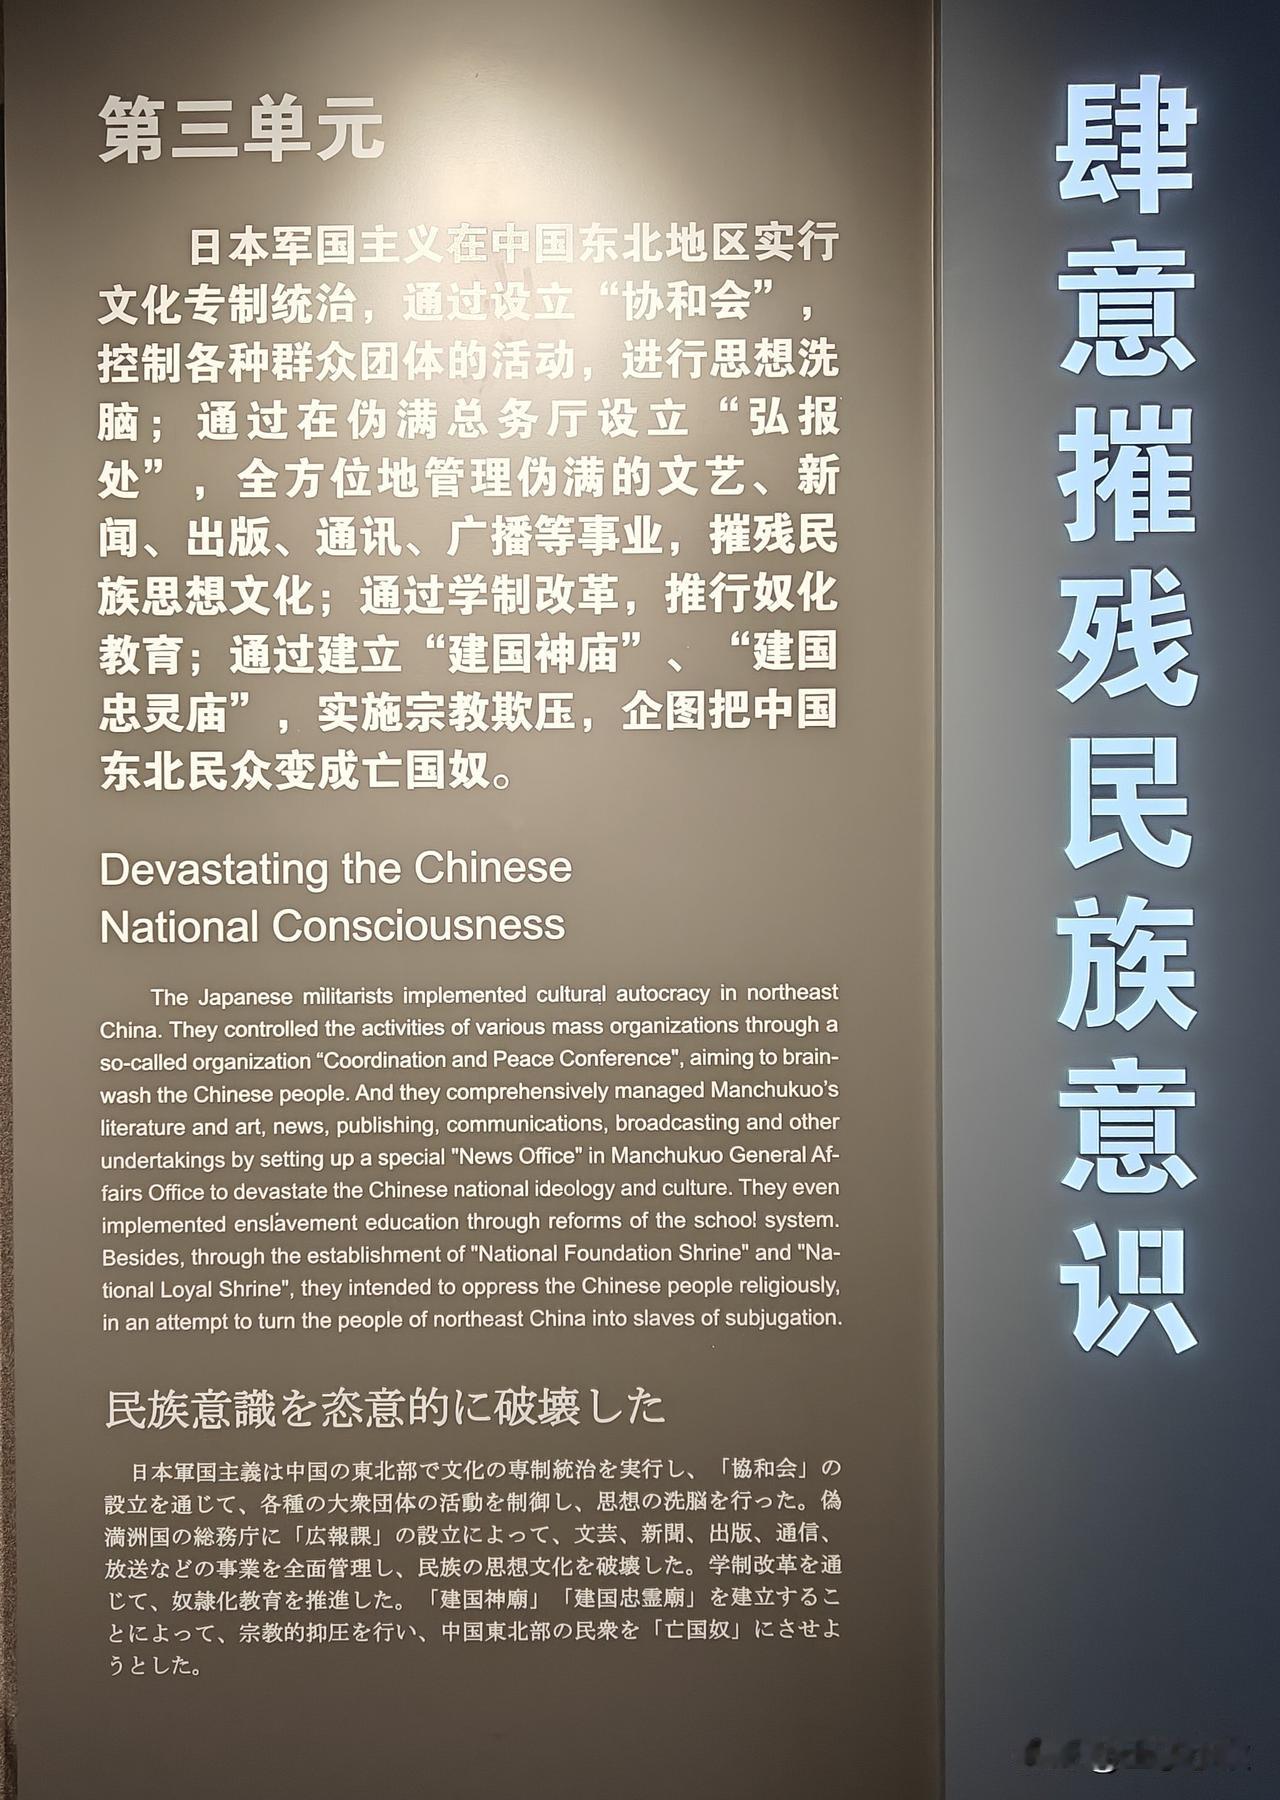 第三单元
日本军国主义在中国东北地区实行
文化专制统治，通过设立“协和会”，
控制各种群众团体的活动，进行思想洗
脑；通过在伪满总务厅设立“弘报
处”，全方位地管理伪满的文艺、新
闻、出版、通讯、广播等事业，摧残民
族思想文化；通过学制改革，推行奴化
教育；通过建立“建国神庙”、“建国
忠灵庙”，实施宗教欺压，企图把中国
东北民众变成亡国奴。
Devastating the Chinese
National Consciousness
The Japanese militarists implemented cultural autocracy in northeast
China. They controlled the activities of various mass organizations through a
so-called organization “Coordination and Peace Conference", aiming to brain-
wash the Chinese people. And they comprehensively managed Manchukuo’s
literature and art, news, publishing, communications, broadcasting and other
undertakings by setting up a special "News Office" in Manchukuo General Af-
fairs Office to devastate the Chinese national ideology and culture. They even
implemented enslavement education through reforms of the school system.
Besides, through the establishment of "National Foundation Shrine" and "Na-
tional Loyal Shrine", they intended to oppress the Chinese people religiously,
in an attempt to turn the people of northeast China into slaves of subjugation.
民族意識を恣意的に破壊した
日本軍国主義は中国の東北部で文化の専制統治を実行し、「協和会」の
設立を通じて、各種の大衆団体の活動を制御し、思想の洗脳を行った。偽
満洲国の総務庁に「広報課」の設立によって、文芸、新聞、出版、通信、
放送などの事業を全面管理し、民族の思想文化を破壊した。学制改革を通
じて、奴隷化教育を推進した。「建国神廟」「建国忠霊廟」を建立するこ
とによって、宗教的抑圧を行い、中国東北部の民衆を「亡国奴」にさせよ
うとした。
肆意摧残民族意识